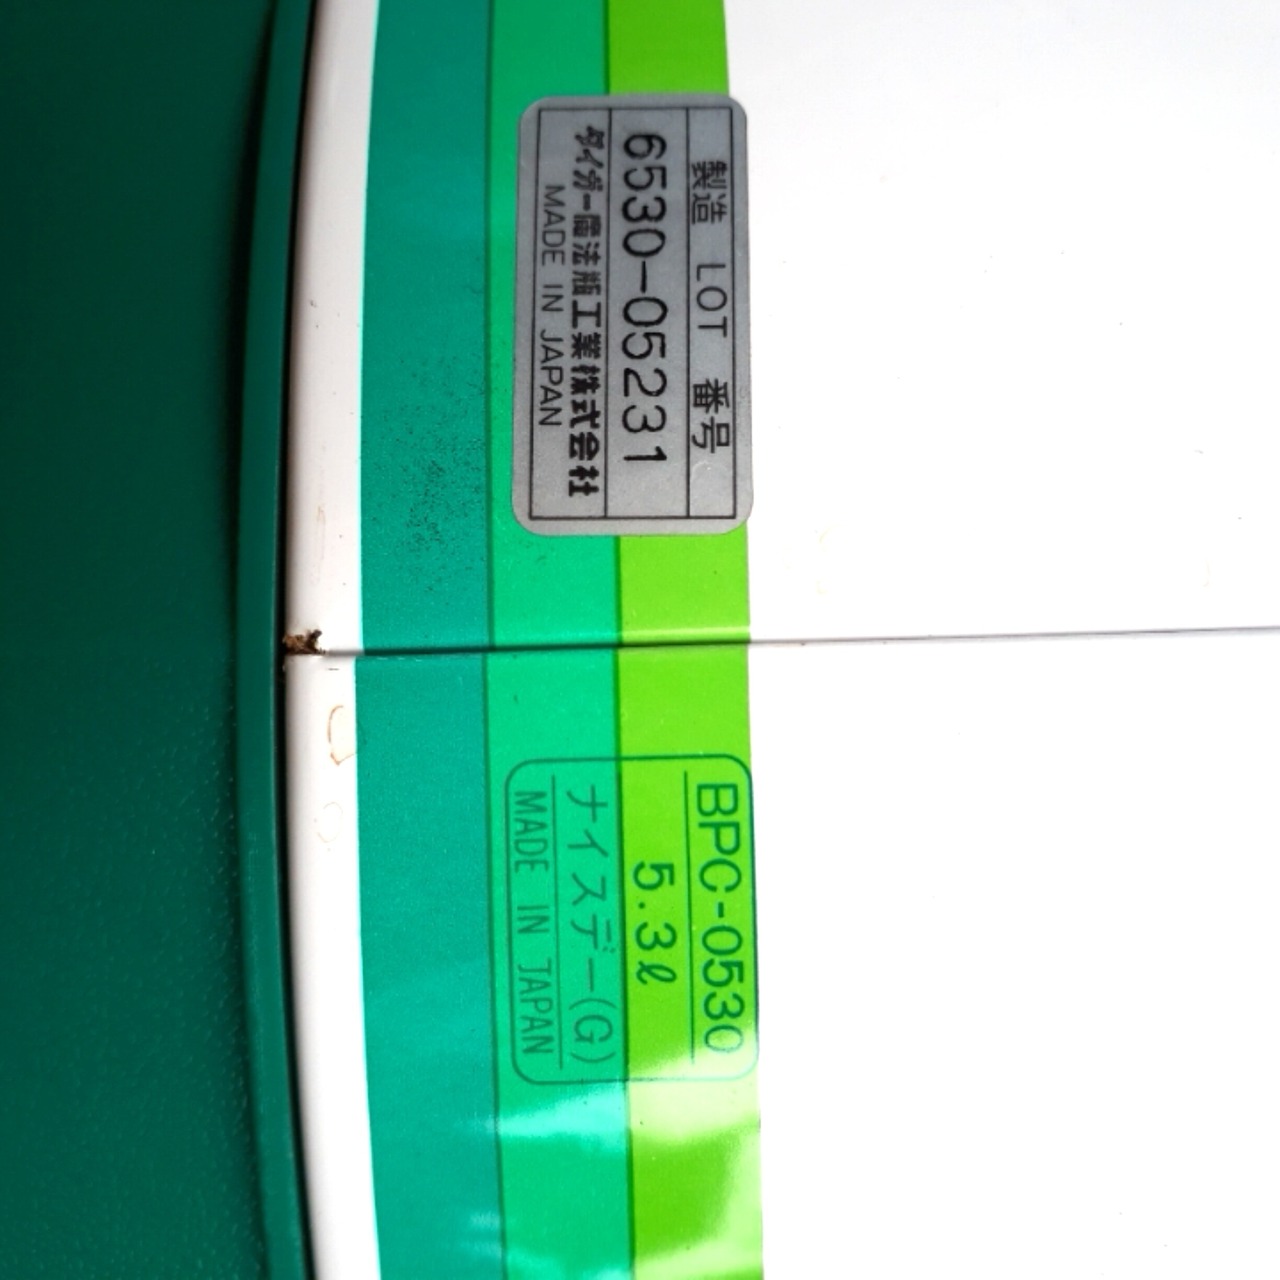 製造 LOT 番号
6530-05231
タイガー魔法瓶工業株式会社
MADE IN JAPAN
BPC-0530
5.3ℓ
ナイスデー(G)
MADE IN JAPAN